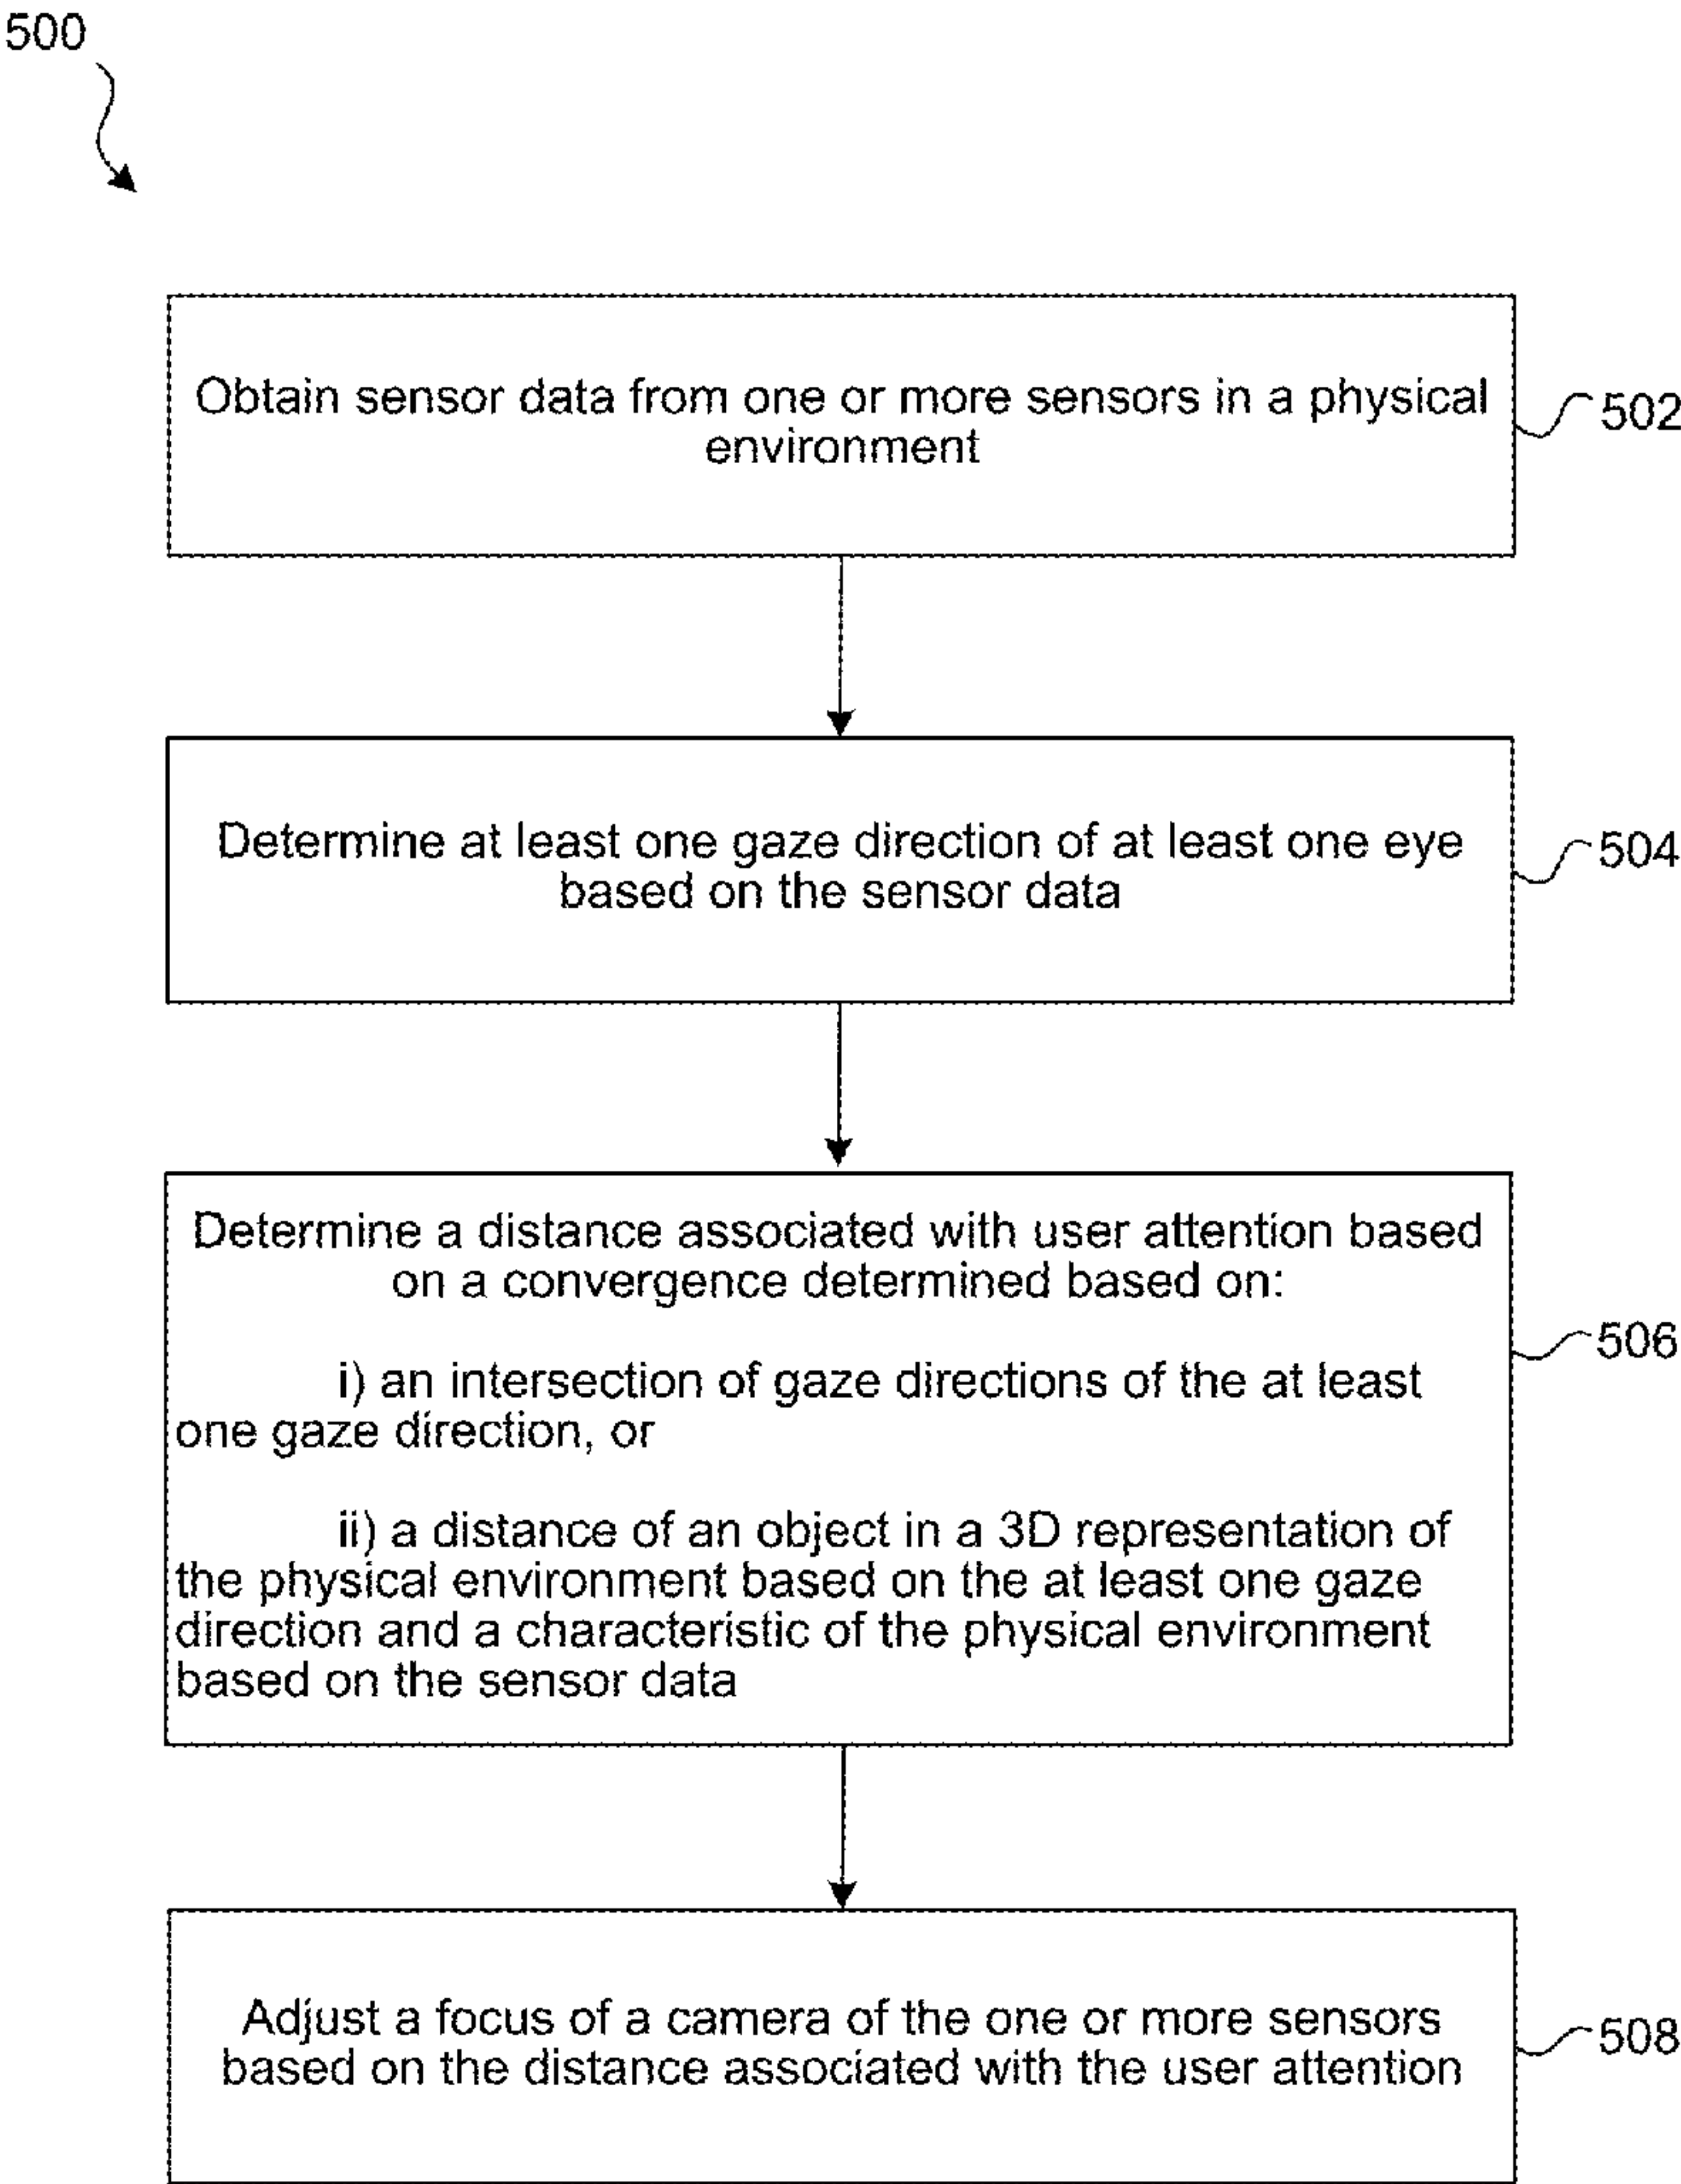 500
Obtain sensor data from one or more sensors in a physical
environment
502
Determine at least one gaze direction of at least one eye
based on the sensor data
504
Determine a distance associated with user attention based
on a convergence determined based on:
i) an intersection of gaze directions of the at least
one gaze direction, or
ii) a distance of an object in a 3D representation of
the physical environment based on the at least one gaze
direction and a characteristic of the physical environment
based on the sensor data
506
Adjust a focus of a camera of the one or more sensors
based on the distance associated with the user attention
508